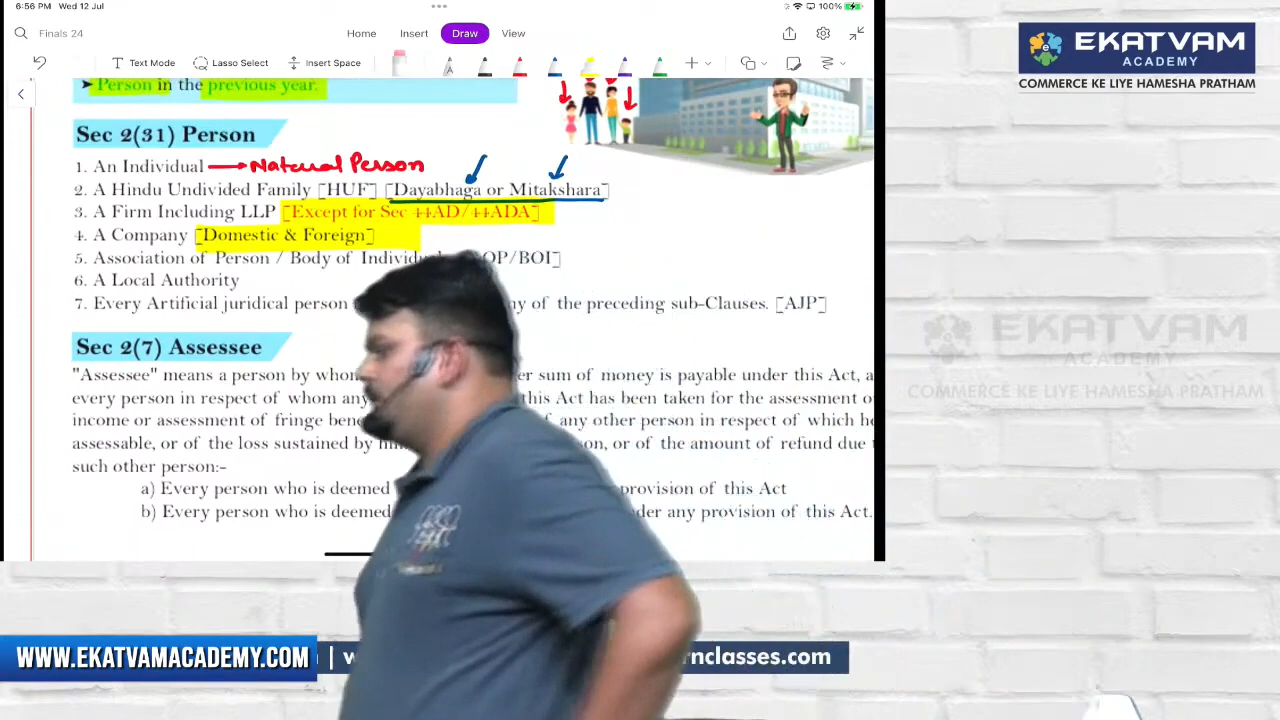 6:56 PM Wed 12 Jul
100%
Finals 24
Home Insert Draw View
Text Mode Lasso Select Insert Space
EKATVAM
ACADEMY
COMMERCE KE LIYE HAMESHA PRATHAM
➤ Person in the previous year.
Sec 2(31) Person
1. An Individual → Natural Person
2. A Hindu Undivided Family [HUF] [Dayabhaga or Mitakshara]
3. A Firm Including LLP [Except for Sec 44AD/44ADA]
4. A Company [Domestic & Foreign]
5. Association of Person / Body of OP/BOI]
6. A Local Authority
7. Every Artificial juridical person of the preceding sub-Clauses. [AJP]
EKATVAM
ACADEMY
COMMERCE KE LIYE HAMESHA PRATHAM
Sec 2(7) Assessee
"Assessee" means a person by sum of money is payable under this Act,
every person in respect of whom this Act has been taken for the assessment
income or assessment of fringe any other person in respect of which
assessable, or of the loss sustained by or of the amount of refund due
such other person:-
a) Every person who is deemed provision of this Act
b) Every person who is deemed any provision of this Act.
WWW.EKATVAMACADEMY.COM rnclasses.com